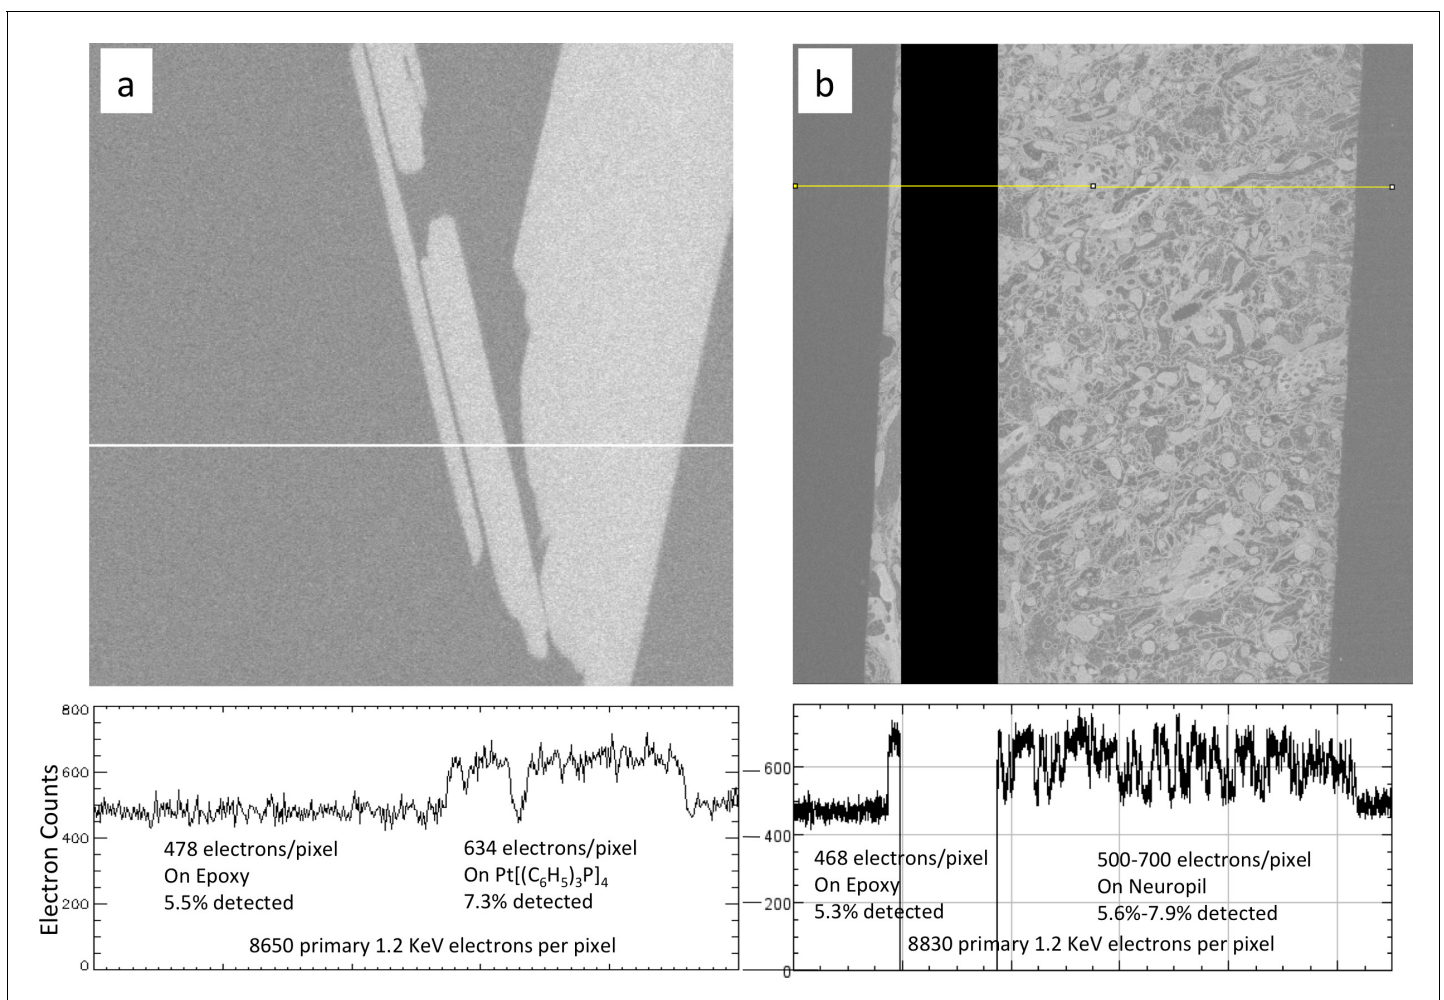 a
b
800
600
400
200
0
Electron Counts
478 electrons/pixel
On Epoxy
5.5% detected
634 electrons/pixel
On Pt[(C₆H₅)₃P]₄
7.3% detected
8650 primary 1.2 KeV electrons per pixel
600
400
200
0
468 electrons/pixel
On Epoxy
5.3% detected
500-700 electrons/pixel
On Neuropil
5.6%-7.9% detected
8830 primary 1.2 KeV electrons per pixel